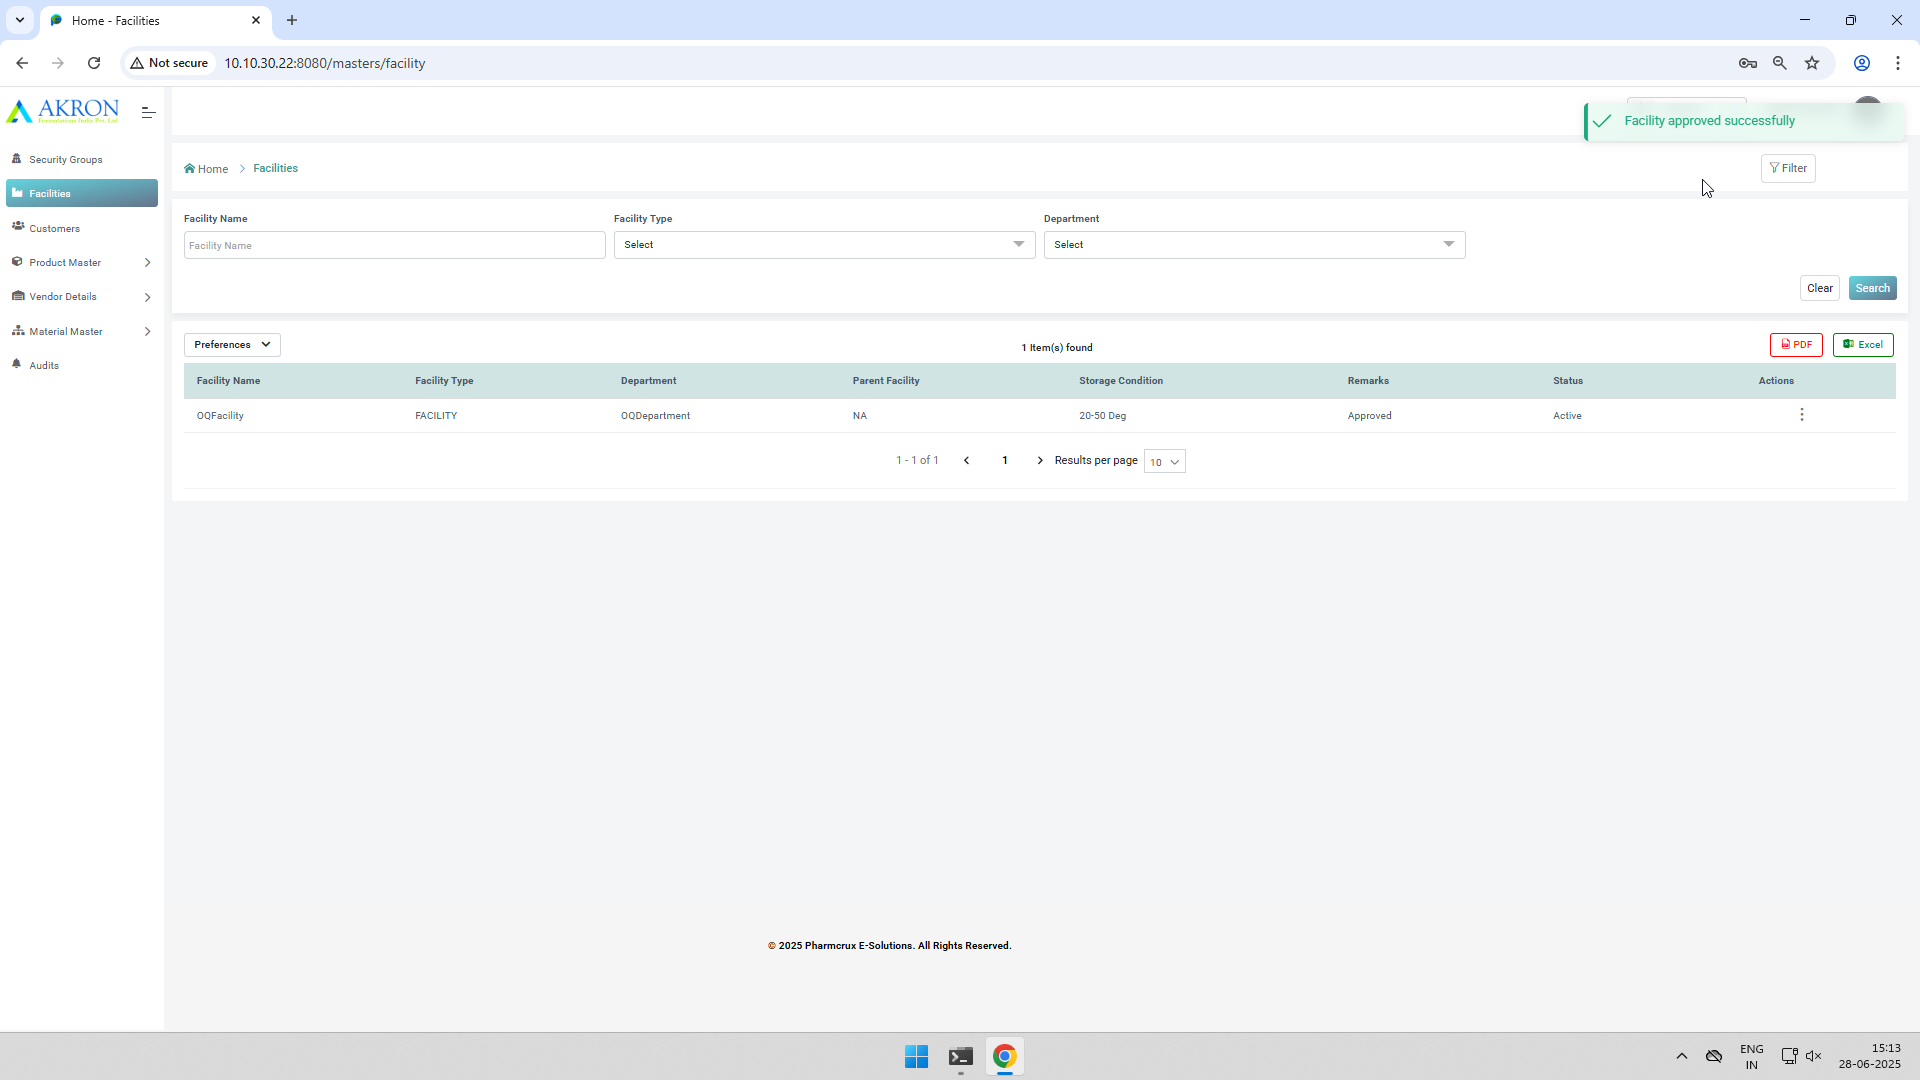 Home - Facilities
Not secure
10.10.30.22:8080/masters/facility
AKRON
Formulations India Pvt. Ltd
Facility approved successfully
Security Groups
Facilities
Customers
Product Master
Vendor Details
Material Master
Audits
Home > Facilities
Filter
Facility Name
Facility Type
Department
Facility Name
Select
Select
Clear
Search
Preferences
1 Item(s) found
PDF
Excel
Facility Name Facility Type Department Parent Facility Storage Condition Remarks Status Actions
OQFacility FACILITY OQDepartment NA 20-50 Deg Approved Active
1 - 1 of 1
1
Results per page
10
© 2025 Pharmcrux E-Solutions. All Rights Reserved.
ENG
IN
15:13
28-06-2025